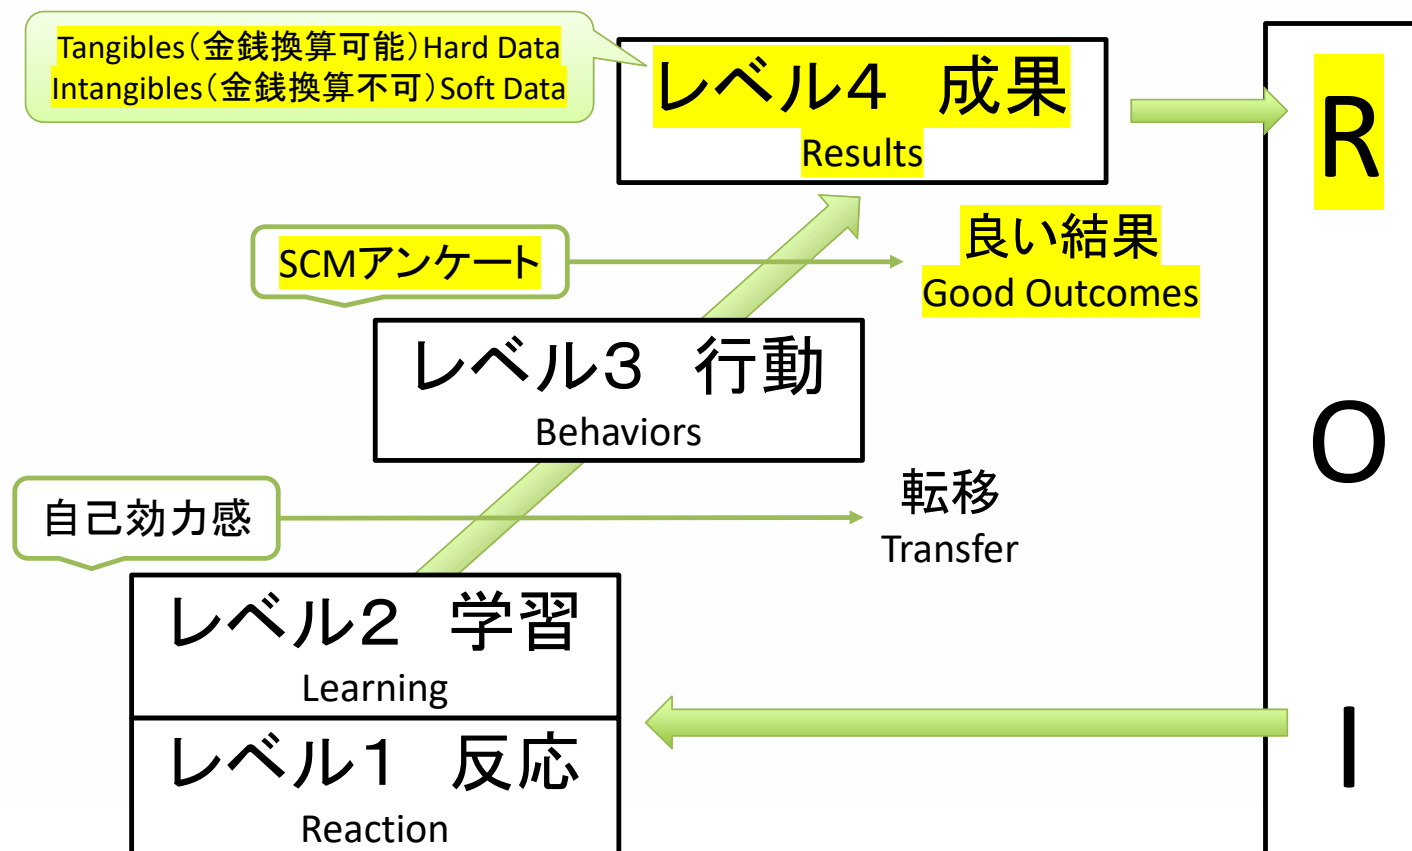 Tangibles（金銭換算可能）Hard Data
Intangibles（金銭換算不可）Soft Data
レベル４　成果
Results
R
SCMアンケート
良い結果
Good Outcomes
レベル３　行動
Behaviors
O
自己効力感
転移
Transfer
レベル２　学習
Learning
I
レベル１　反応
Reaction